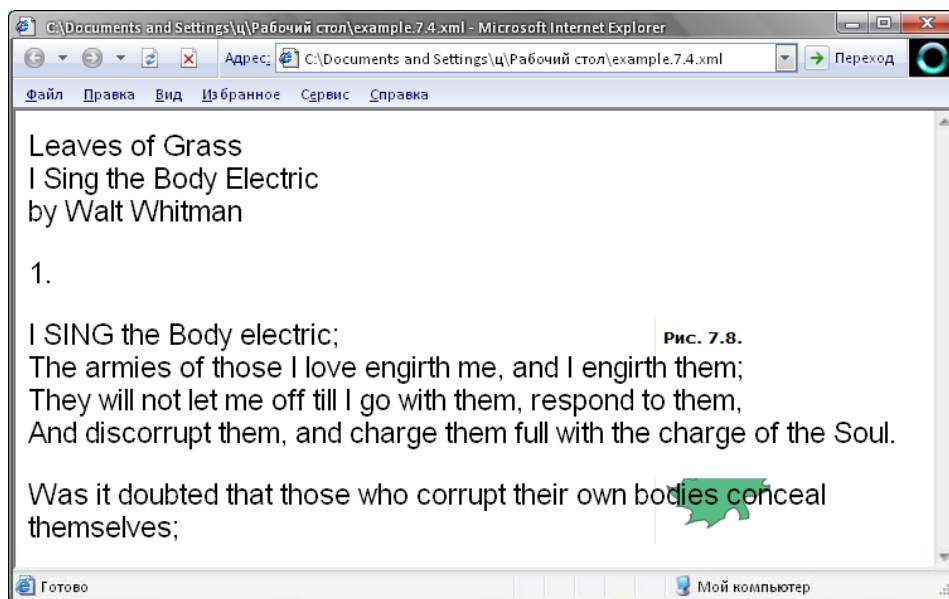 C:\Documents and Settings\ц\Рабочий стол\example.7.4.xml - Microsoft Internet Explorer
Адрес: C:\Documents and Settings\ц\Рабочий стол\example.7.4.xml Переход
Файл Правка Вид Избранное Сервис Справка
Leaves of Grass
I Sing the Body Electric
by Walt Whitman
1.
I SING the Body electric;
Рис. 7.8.
The armies of those I love engirth me, and I engirth them;
They will not let me off till I go with them, respond to them,
And discorrupt them, and charge them full with the charge of the Soul.
Was it doubted that those who corrupt their own bodies conceal
themselves;
Готово Мой компьютер